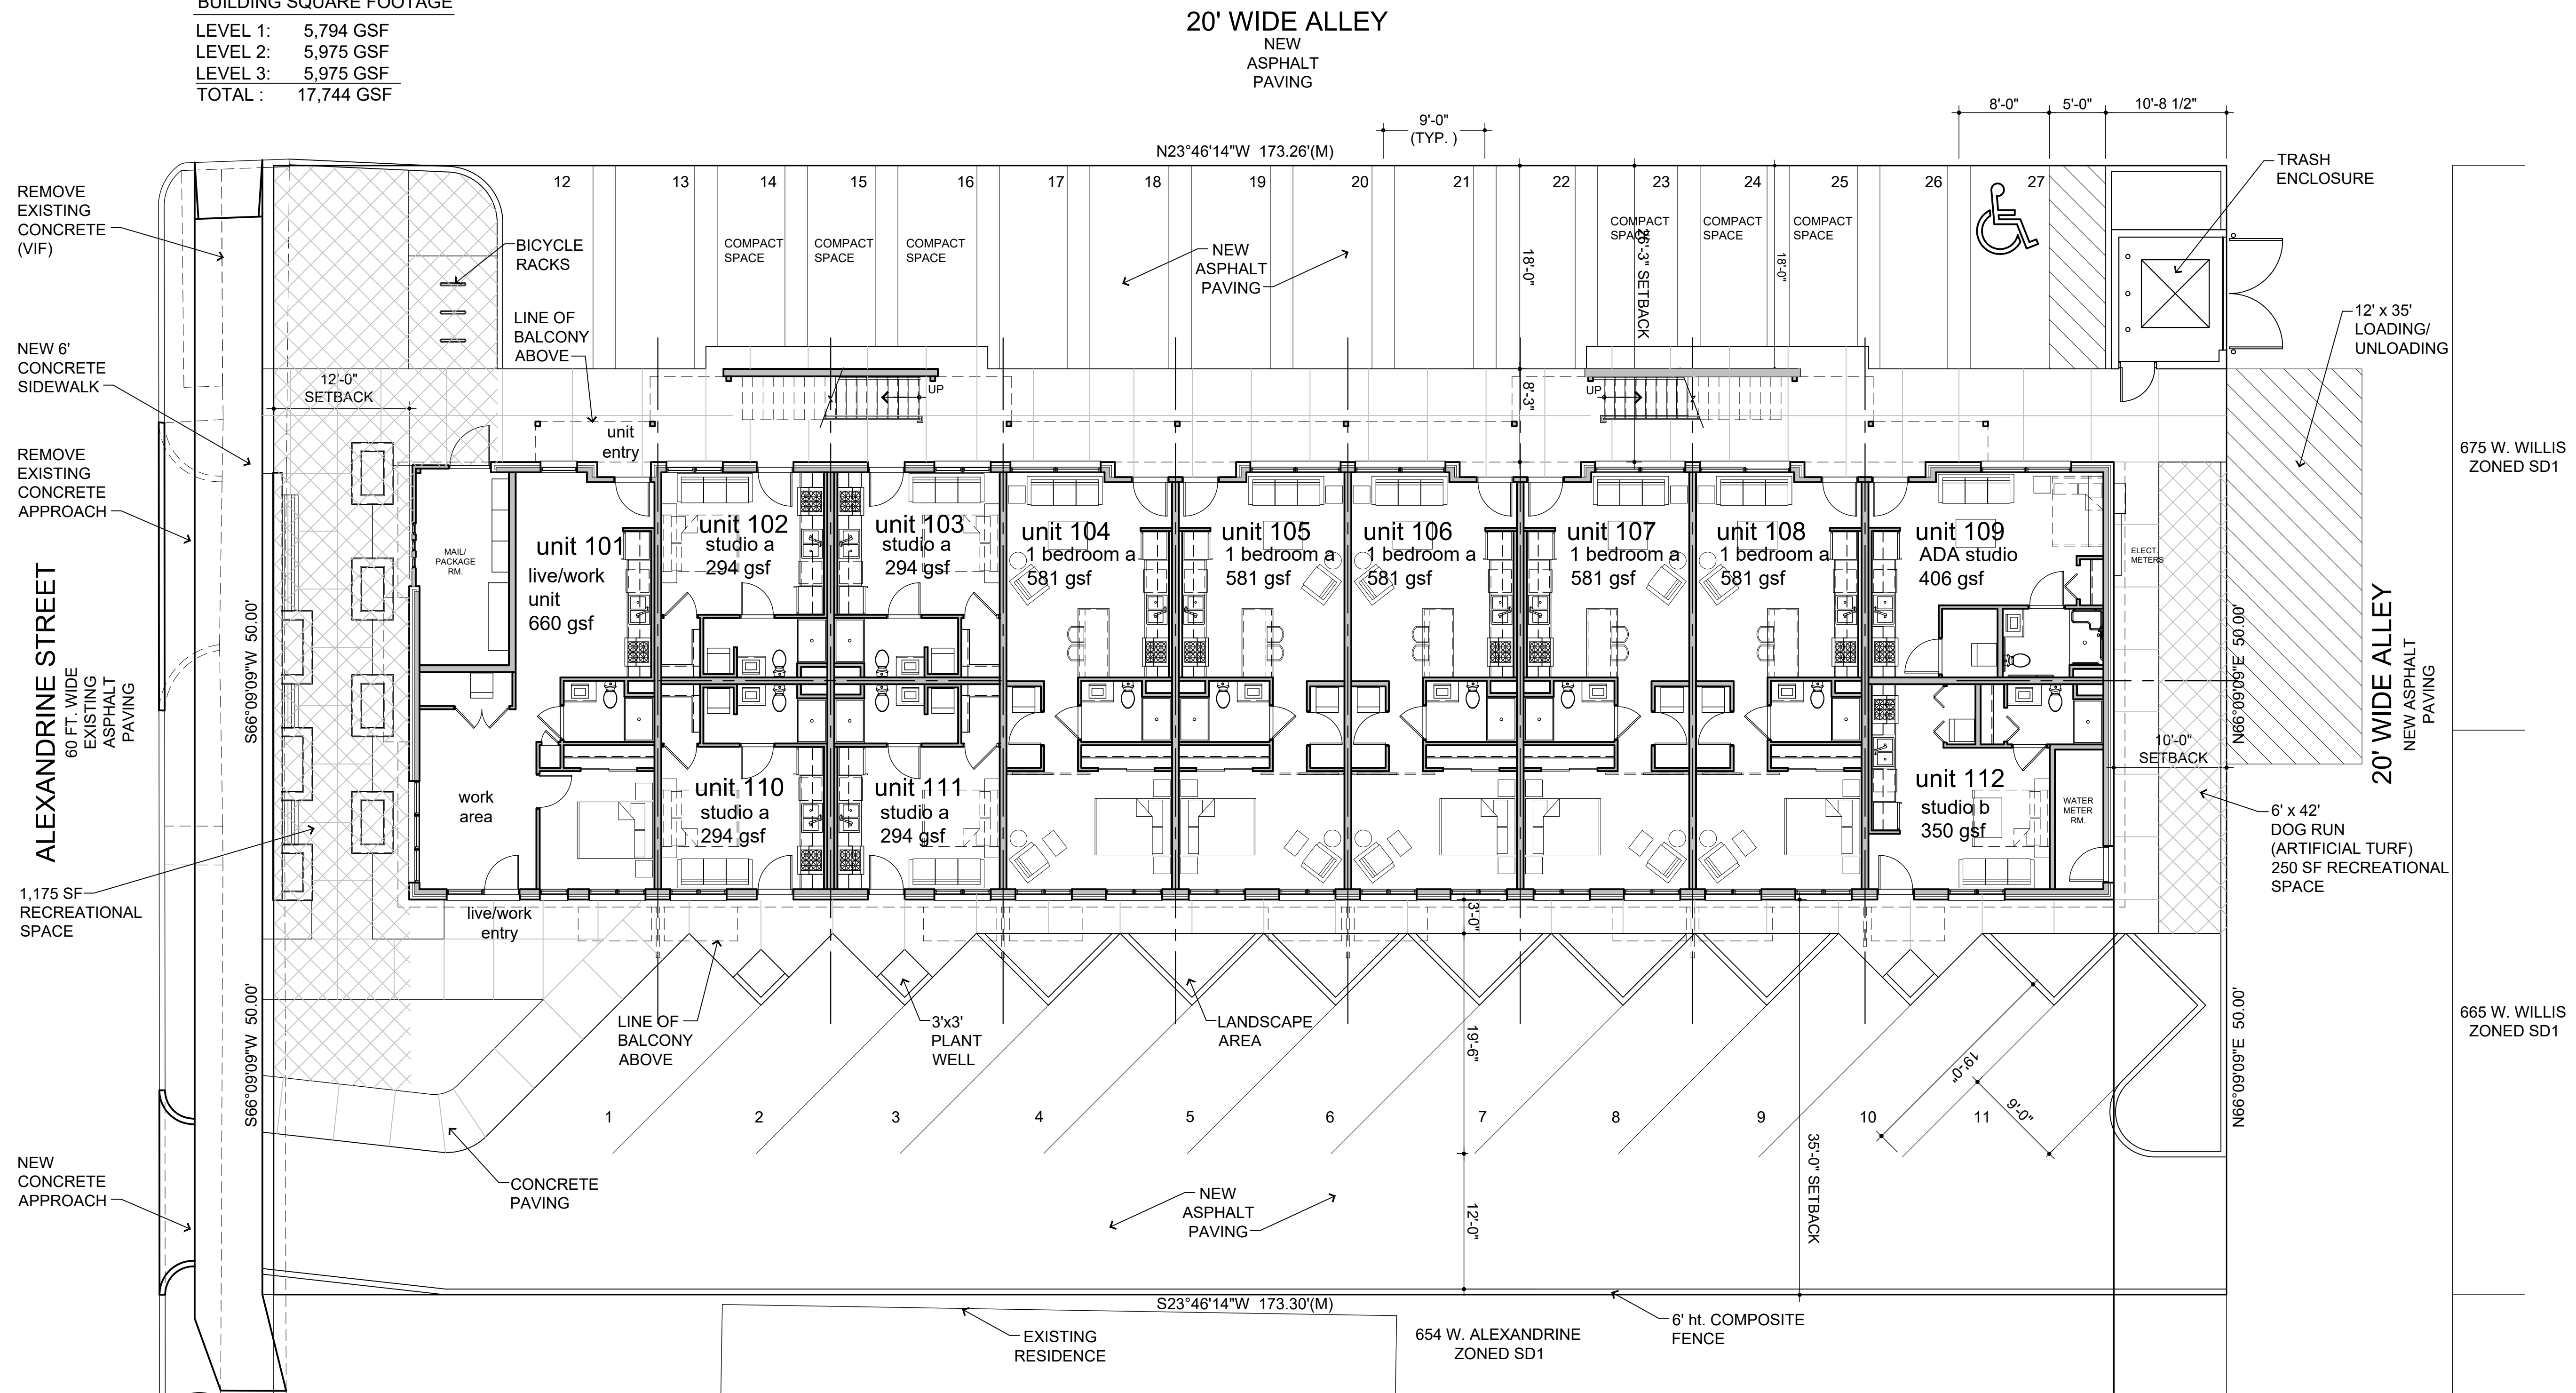 BUILDING SQUARE FOOTAGE
LEVEL 1: 5,794 GSF
LEVEL 2: 5,975 GSF
LEVEL 3: 5,975 GSF
TOTAL : 17,744 GSF
20' WIDE ALLEY
NEW
ASPHALT
PAVING
8'-0" 5'-0" 10'-8 1/2"
9'-0"
(TYP. )
N23°46'14"W 173.26'(M)
TRASH
ENCLOSURE
REMOVE
EXISTING
CONCRETE
(VIF)
12 13 14 15 16 17 18 19 20 21 22 23 24 25 26 27
BICYCLE
RACKS
COMPACT
SPACE
COMPACT
SPACE
COMPACT
SPACE
NEW
ASPHALT
PAVING
18'-0"
COMPACT
SPACE
26'-3" SETBACK
COMPACT
SPACE
18'-0"
COMPACT
SPACE
12' x 35'
LOADING/
UNLOADING
LINE OF
BALCONY
ABOVE
NEW 6'
CONCRETE
SIDEWALK
12'-0"
SETBACK
UP
8'-3"
UP
unit
entry
REMOVE
EXISTING
CONCRETE
APPROACH
675 W. WILLIS
ZONED SD1
MAIL/
PACKAGE
RM.
unit 101
live/work
unit
660 gsf
unit 102
studio a
294 gsf
unit 103
studio a
294 gsf
unit 104
1 bedroom a
581 gsf
unit 105
1 bedroom a
581 gsf
unit 106
1 bedroom a
581 gsf
unit 107
1 bedroom a
581 gsf
unit 108
1 bedroom a
581 gsf
unit 109
ADA studio
406 gsf
ELECT.
METERS
ALEXANDRINE STREET
60 FT. WIDE
EXISTING
ASPHALT
PAVING
S66°09'09"W 50.00'
N66°09'09"E 50.00'
20' WIDE ALLEY
NEW ASPHALT
PAVING
10'-0"
SETBACK
work
area
unit 110
studio a
294 gsf
unit 111
studio a
294 gsf
unit 112
studio b
350 gsf
WATER
METER
RM.
6' x 42'
DOG RUN
(ARTIFICIAL TURF)
250 SF RECREATIONAL
SPACE
1,175 SF
RECREATIONAL
SPACE
live/work
entry
3'-0"
S66°09'09"W 50.00'
N66°09'09"E 50.00'
665 W. WILLIS
ZONED SD1
LINE OF
BALCONY
ABOVE
3'x3'
PLANT
WELL
LANDSCAPE
AREA
19'-6"
19'-0"
9'-0"
1 2 3 4 5 6 7 8 9 10 11
35'-0" SETBACK
NEW
CONCRETE
APPROACH
CONCRETE
PAVING
NEW
ASPHALT
PAVING
12'-0"
S23°46'14"W 173.30'(M)
EXISTING
RESIDENCE
654 W. ALEXANDRINE
ZONED SD1
6' ht. COMPOSITE
FENCE